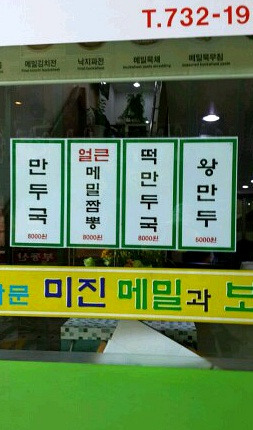 T.732-19
메밀김치전 낙지파전 메밀묵채 메밀묵무침
만두국
8000원
얼큰메밀짬뽕
8000원
떡만두국
8000원
왕만두
5000원
미진 메밀과 보